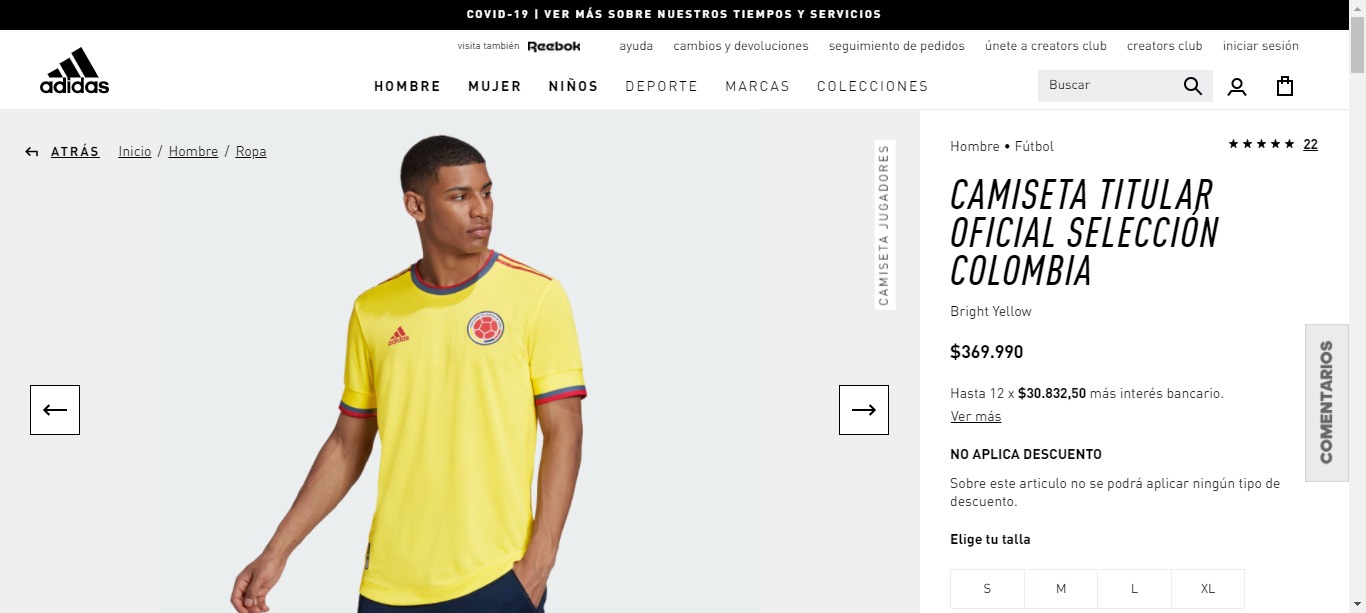 COVID-19 | VER MÁS SOBRE NUESTROS TIEMPOS Y SERVICIOS
visita también Reebok ayuda cambios y devoluciones seguimiento de pedidos únete a creators club creators club iniciar sesión
adidas
HOMBRE MUJER NIÑOS DEPORTE MARCAS COLECCIONES
Buscar
ATRÁS Inicio / Hombre / Ropa
CAMISETA JUGADORES
adidas
Hombre • Fútbol
22
CAMISETA TITULAR
OFICIAL SELECCIÓN
COLOMBIA
Bright Yellow
$369.990
Hasta 12 x $30.832,50 más interés bancario.
Ver más
NO APLICA DESCUENTO
Sobre este articulo no se podrá aplicar ningún tipo de
descuento.
Elige tu talla
S M L XL
COMENTARIOS